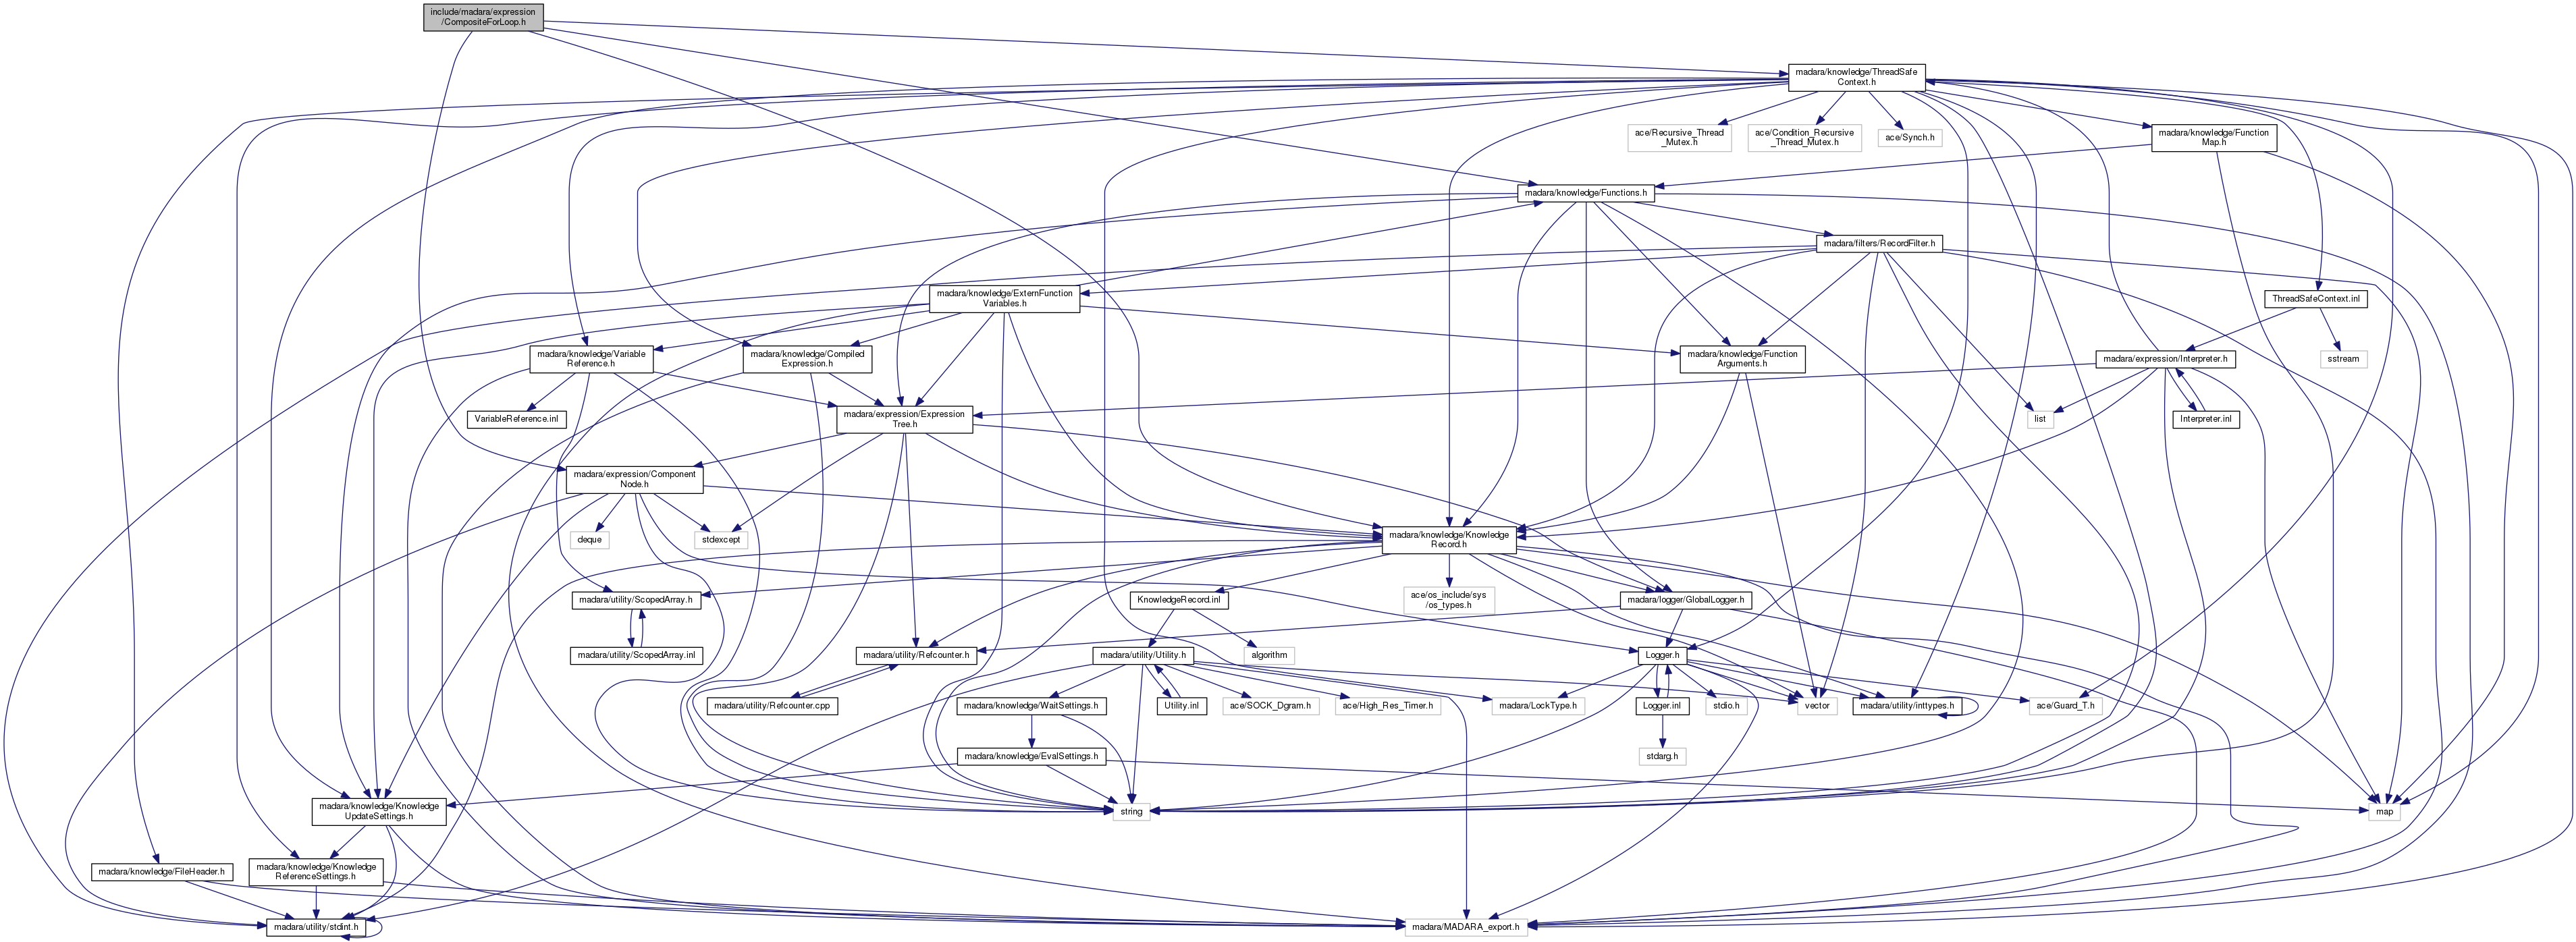 include/madara/expression
/CompositeForLoop.h
madara/knowledge/ThreadSafe
Context.h
ace/Recursive_Thread
_Mutex.h
ace/Condition_Recursive
_Thread_Mutex.h
ace/Synch.h
madara/knowledge/Function
Map.h
madara/knowledge/Functions.h
madara/filters/RecordFilter.h
madara/knowledge/ExternFunction
Variables.h
ThreadSafeContext.inl
madara/knowledge/Variable
Reference.h
madara/knowledge/Compiled
Expression.h
madara/knowledge/Function
Arguments.h
madara/expression/Interpreter.h
sstream
VariableReference.inl
madara/expression/Expression
Tree.h
list
Interpreter.inl
madara/expression/Component
Node.h
deque
stdexcept
madara/knowledge/Knowledge
Record.h
madara/utility/ScopedArray.h
KnowledgeRecord.inl
ace/os_include/sys
/os_types.h
madara/logger/GlobalLogger.h
madara/utility/ScopedArray.inl
madara/utility/Refcounter.h
madara/utility/Utility.h
algorithm
Logger.h
madara/utility/Refcounter.cpp
madara/knowledge/WaitSettings.h
Utility.inl
ace/SOCK_Dgram.h
ace/High_Res_Timer.h
madara/LockType.h
Logger.inl
stdio.h
vector
madara/utility/inttypes.h
ace/Guard_T.h
madara/knowledge/EvalSettings.h
stdarg.h
madara/knowledge/Knowledge
UpdateSettings.h
string
map
madara/knowledge/FileHeader.h
madara/knowledge/Knowledge
ReferenceSettings.h
madara/utility/stdint.h
madara/MADARA_export.h